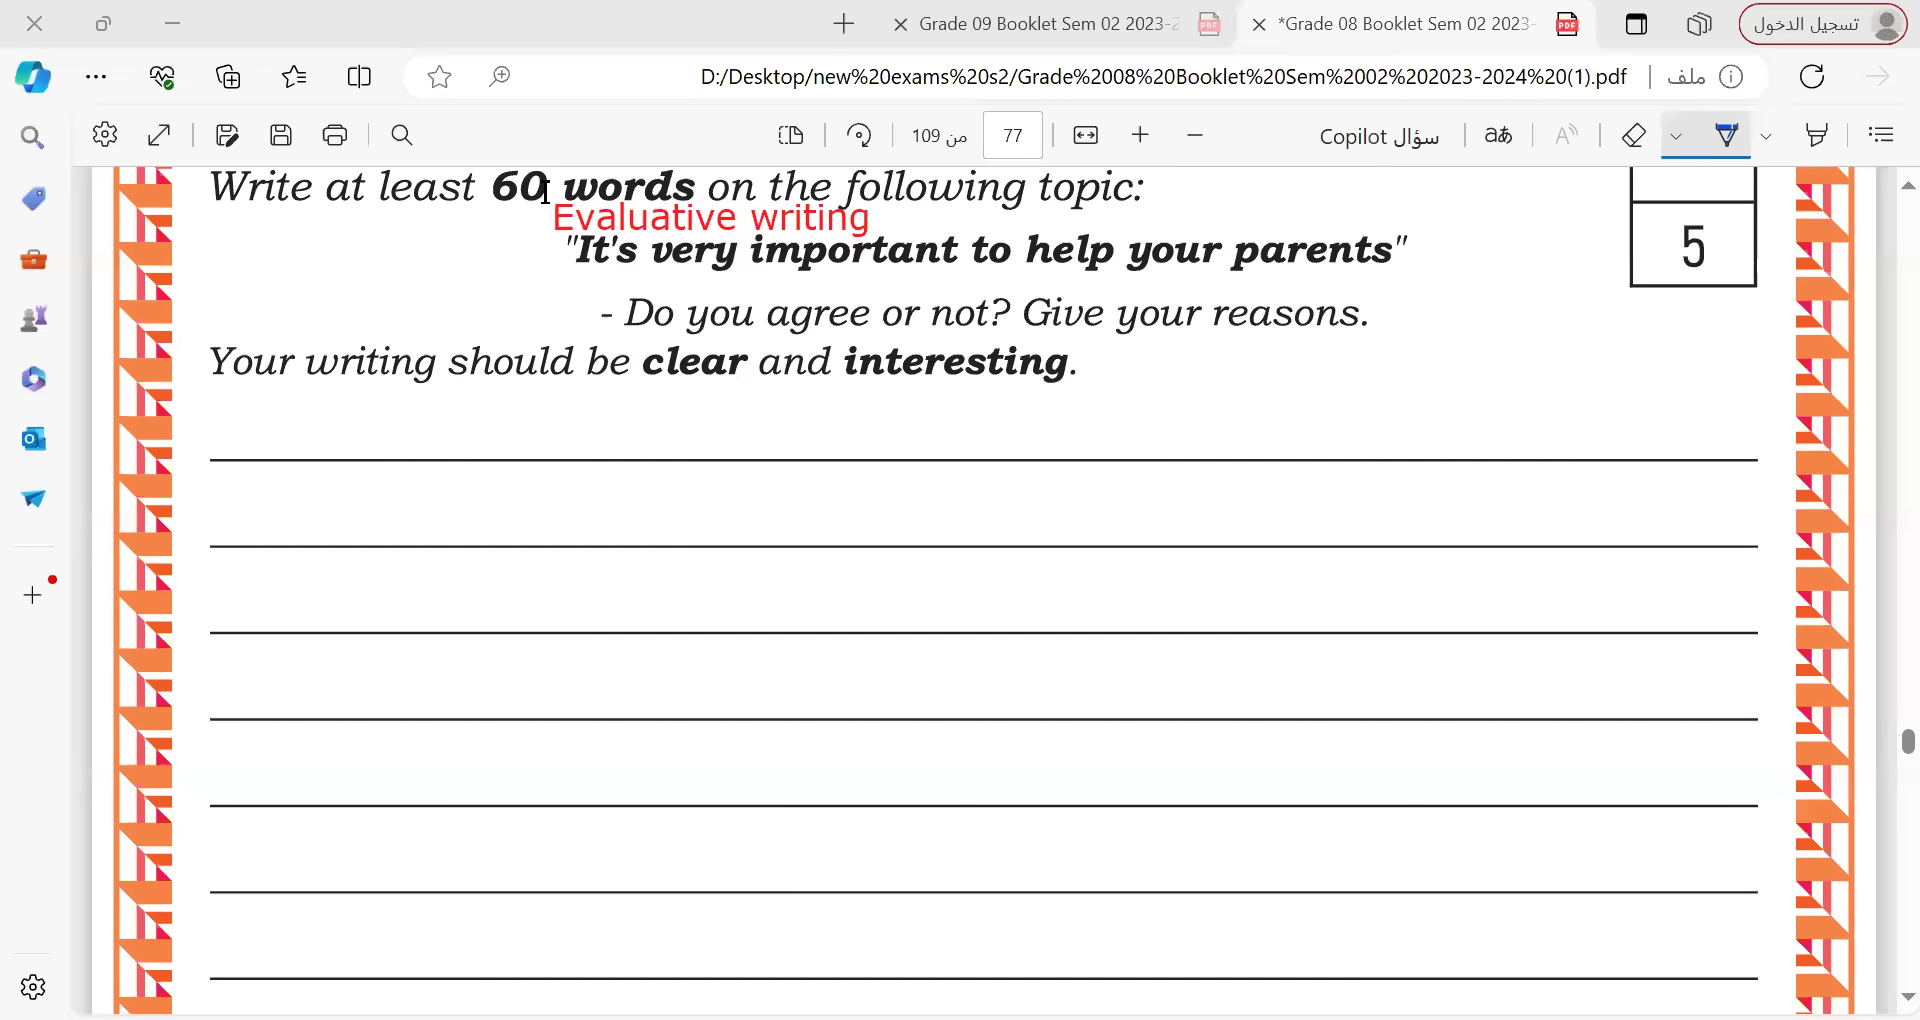 Grade 09 Booklet Sem 02 2023-2
*Grade 08 Booklet Sem 02 2023-
تسجيل الدخول
D:/Desktop/new%20exams%20s2/Grade%2008%20Booklet%20Sem%2002%202023-2024%20(1).pdf
ملف
77 من 109
سؤال Copilot
aあ
Write at least 60 words on the following topic:
Evaluative writing
"It's very important to help your parents"
5
- Do you agree or not? Give your reasons.
Your writing should be clear and interesting.